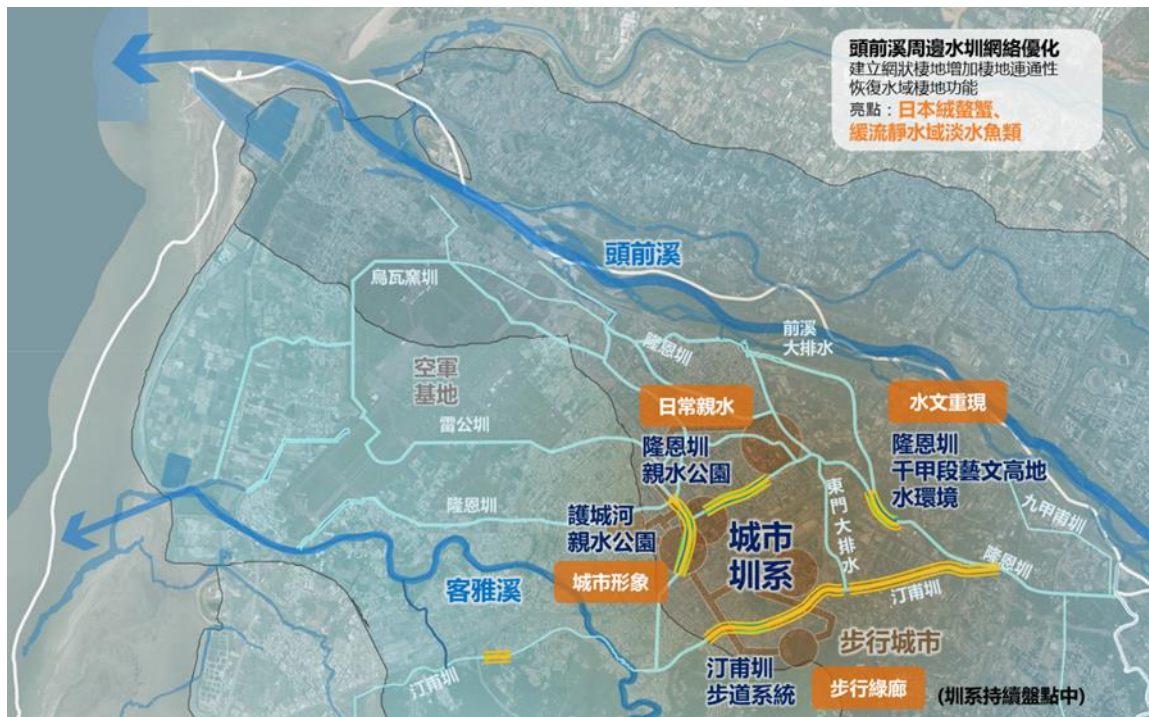 頭前溪周邊水圳網絡優化
建立網狀棲地增加棲地連通性
恢復水域棲地功能
亮點：日本絨螯蟹、
緩流靜水域淡水魚類
頭前溪
烏瓦窯圳
前溪
大排水
隆恩圳
空軍
基地
日常親水
水文重現
雷公圳
隆恩圳
親水公園
隆恩圳
千甲段藝文高地
水環境
東門大排水
九甲甫圳
隆恩圳
護城河
親水公園
城市
圳系
隆恩圳
城市形象
客雅溪
汀甫圳
步行城市
汀甫圳
汀甫圳
步道系統
步行綠廊
(圳系持續盤點中)